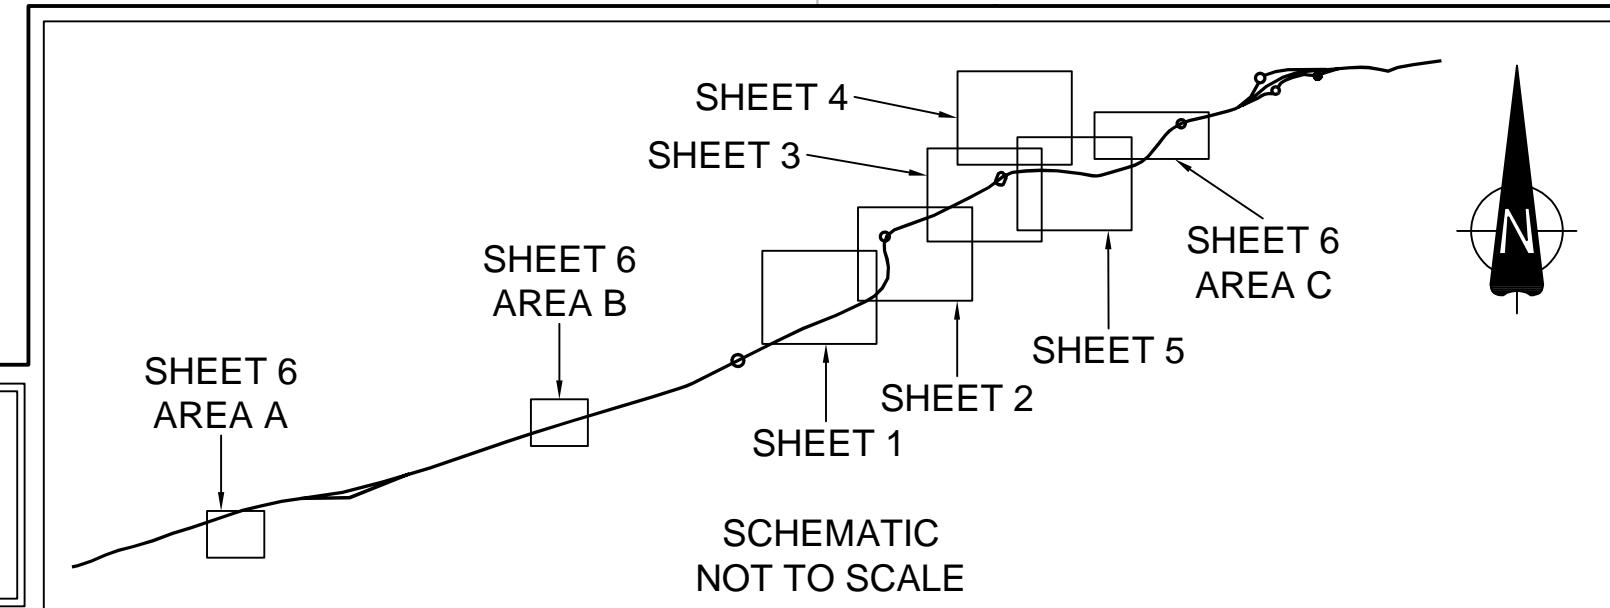 SHEET 4
SHEET 3
SHEET 6
AREA C
N
SHEET 6
AREA B
SHEET 5
SHEET 6
AREA A
SHEET 2
SHEET 1
SCHEMATIC
NOT TO SCALE